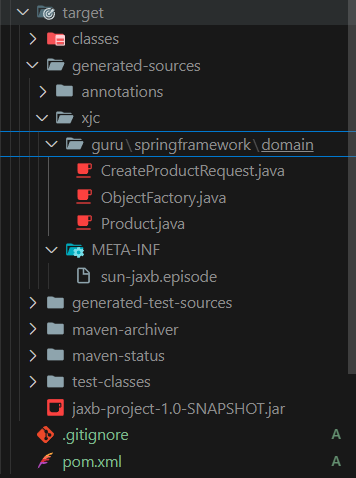 target
classes
generated-sources
annotations
xjc
guru\springframework\domain
CreateProductRequest.java
ObjectFactory.java
Product.java
META-INF
sun-jaxb.episode
generated-test-sources
maven-archiver
maven-status
test-classes
jaxb-project-1.0-SNAPSHOT.jar
.gitignore A
pom.xml A